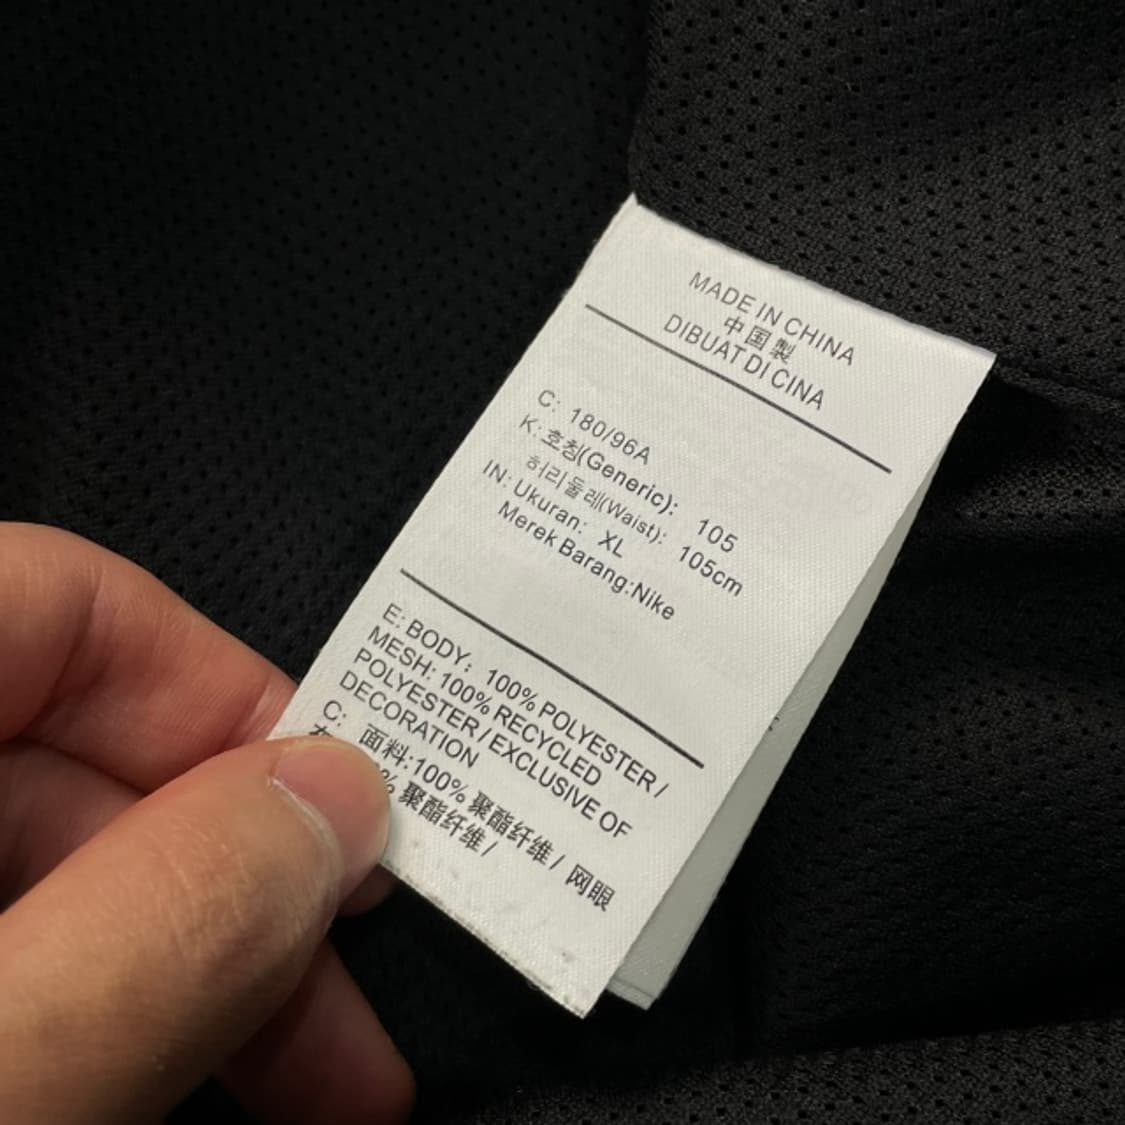 MADE IN CHINA
中国製
DIBUAT DI CINA
C: 180/96A
K: 호칭(Generic): 105
허리둘레(Waist): 105cm
IN: Ukuran: XL
Merek Barang:Nike
E: BODY: 100% POLYESTER /
MESH: 100% RECYCLED
POLYESTER / EXCLUSIVE OF
DECORATION
C: 面料:100% 聚酯纤维 / 网眼
聚酯纤维 /